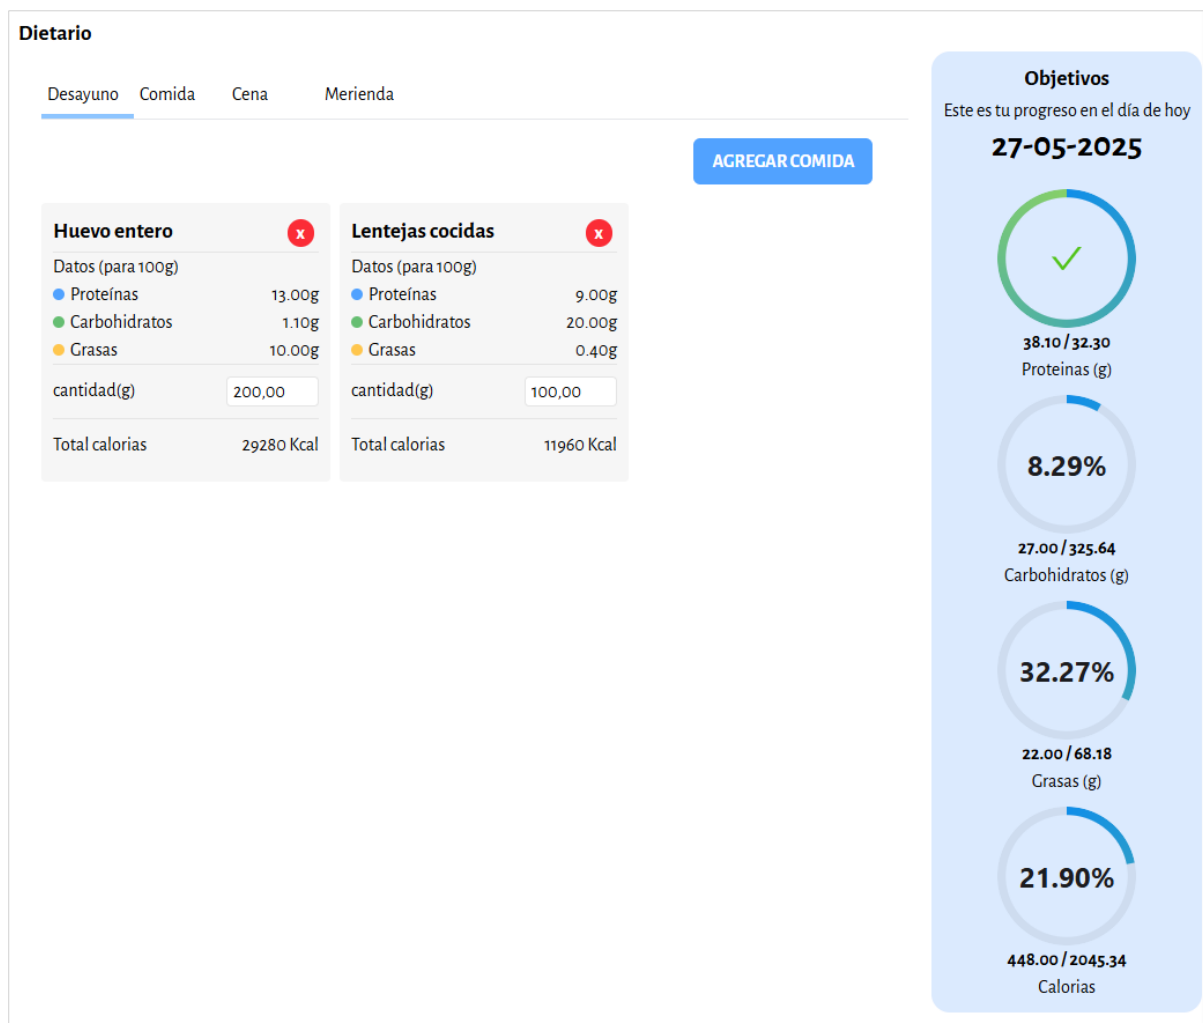 Dietario
Desayuno Comida Cena Merienda
AGREGAR COMIDA
Huevo entero x
Datos (para 100g)
Proteínas 13.00g
Carbohidratos 1.10g
Grasas 10.00g
cantidad(g) 200,00
Total calorias 29280 Kcal
Lentejas cocidas x
Datos (para 100g)
Proteínas 9.00g
Carbohidratos 20.00g
Grasas 0.40g
cantidad(g) 100,00
Total calorias 11960 Kcal
Objetivos
Este es tu progreso en el día de hoy
27-05-2025
38.10 / 32.30
Proteinas (g)
8.29%
27.00 / 325.64
Carbohidratos (g)
32.27%
22.00 / 68.18
Grasas (g)
21.90%
448.00 / 2045.34
Calorias